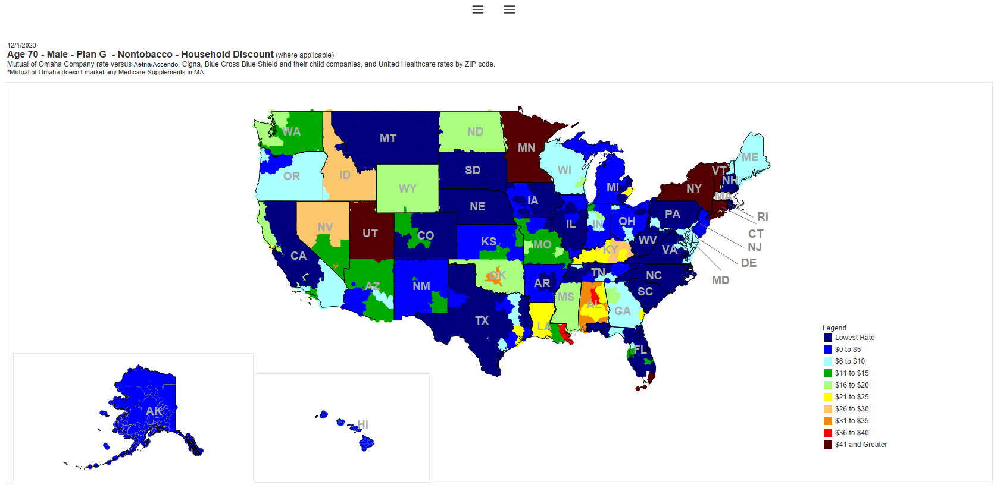 12/1/2023
Age 70 - Male - Plan G - Nontobacco - Household Discount (where applicable)
Mutual of Omaha Company rate versus Aetna/Accendo, Cigna, Blue Cross Blue Shield and their child companies, and United Healthcare rates by ZIP code.
*Mutual of Omaha doesn't market any Medicare Supplements in MA
WA
MT
ND
MN
OR
ID
SD
WI
ME
VT
NH
WY
MI
NY
MA
IA
NE
PA
RI
NV
UT
CO
IL
IN
OH
CT
KS
MO
KY
WV
VA
NJ
CA
DE
AZ
NM
OK
AR
TN
NC
SC
MD
MS
AL
GA
TX
LA
FL
AK
HI
Legend
Lowest Rate
$0 to $5
$6 to $10
$11 to $15
$16 to $20
$21 to $25
$26 to $30
$31 to $35
$36 to $40
$41 and Greater